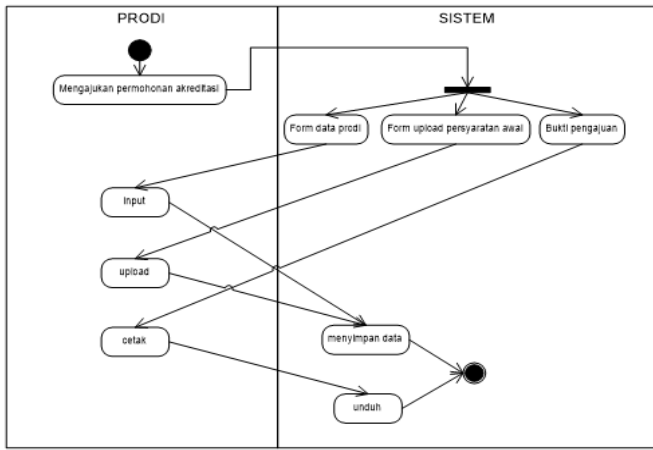 PRODI
SISTEM
Mengajukan permohonan akreditasi
Form data prodi
Form upload persyaratan awal
Bukti pengajuan
Input
upload
cetak
menyimpan data
unduh